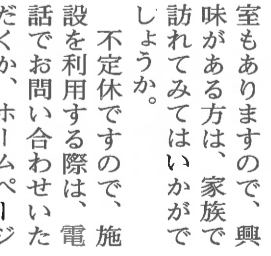 室もありますので、興
味がある方は、家族で
訪れてみてはいかがで
しょうか。
不定休ですので、施
設を利用する際は、電
話でお問い合わせいた
だくか、ホームページ